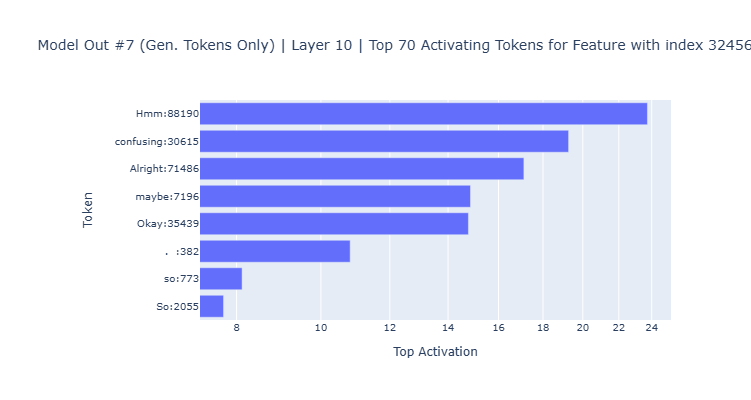 Model Out #7 (Gen. Tokens Only) | Layer 10 | Top 70 Activating Tokens for Feature with index 32456
Hmm:88190
confusing:30615
Alright:71486
maybe:7196
Okay:35439
. :382
so:773
So:2055
Token
8 10 12 14 16 18 20 22 24
Top Activation